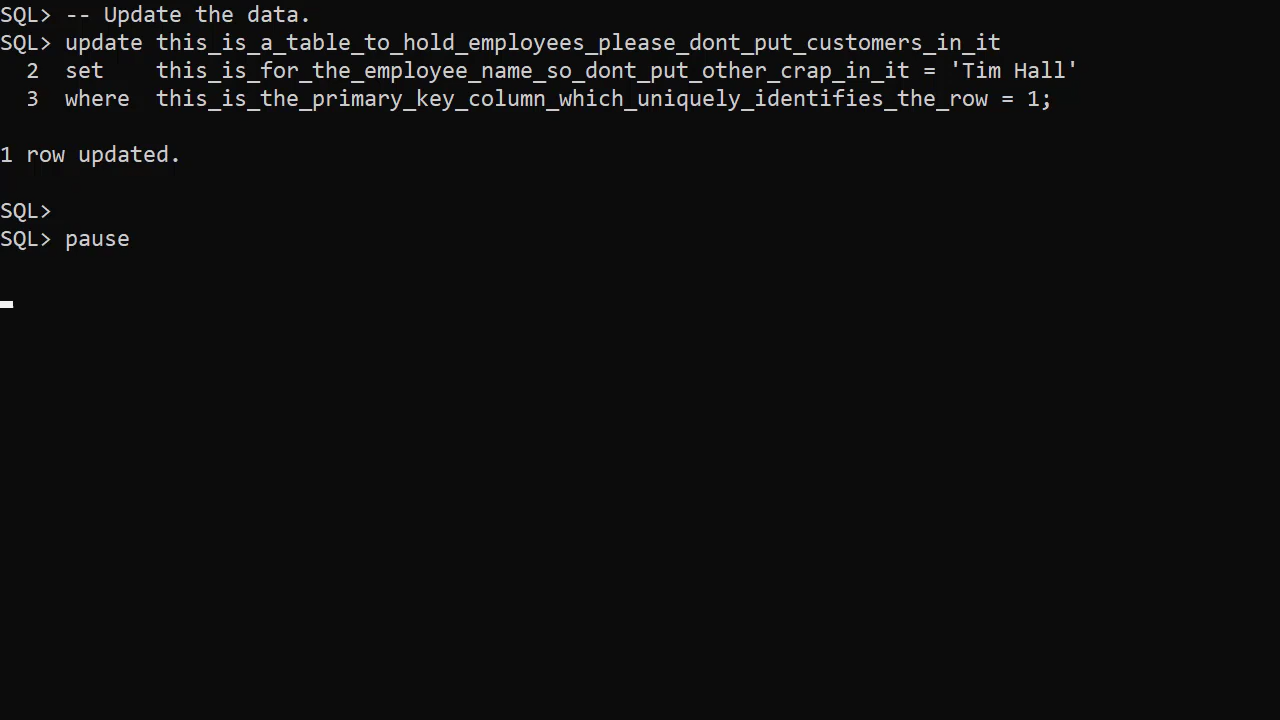 SQL> -- Update the data.
SQL> update this_is_a_table_to_hold_employees_please_dont_put_customers_in_it
  2  set    this_is_for_the_employee_name_so_dont_put_other_crap_in_it = 'Tim Hall'
  3  where  this_is_the_primary_key_column_which_uniquely_identifies_the_row = 1;
1 row updated.
SQL>
SQL> pause